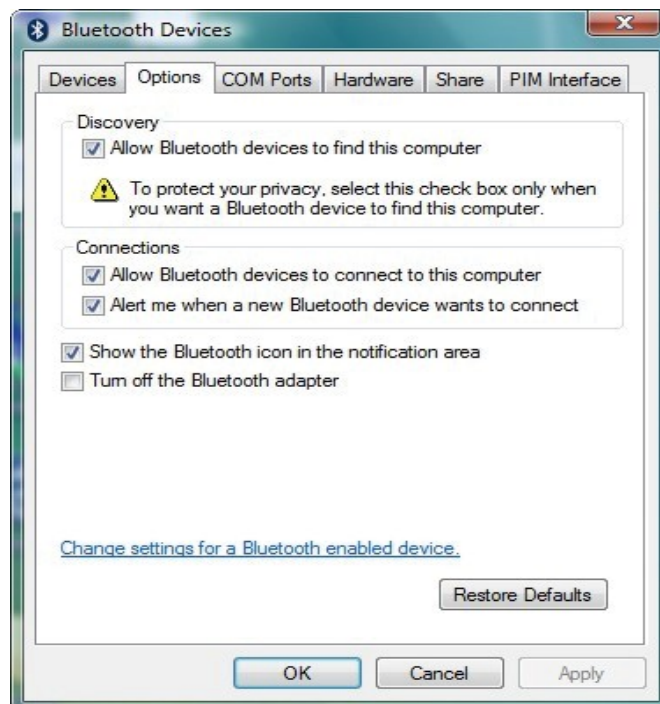 Bluetooth Devices
Devices Options COM Ports Hardware Share PIM Interface
Discovery
Allow Bluetooth devices to find this computer
To protect your privacy, select this check box only when
you want a Bluetooth device to find this computer.
Connections
Allow Bluetooth devices to connect to this computer
Alert me when a new Bluetooth device wants to connect
Show the Bluetooth icon in the notification area
Turn off the Bluetooth adapter
Change settings for a Bluetooth enabled device.
Restore Defaults
OK Cancel Apply